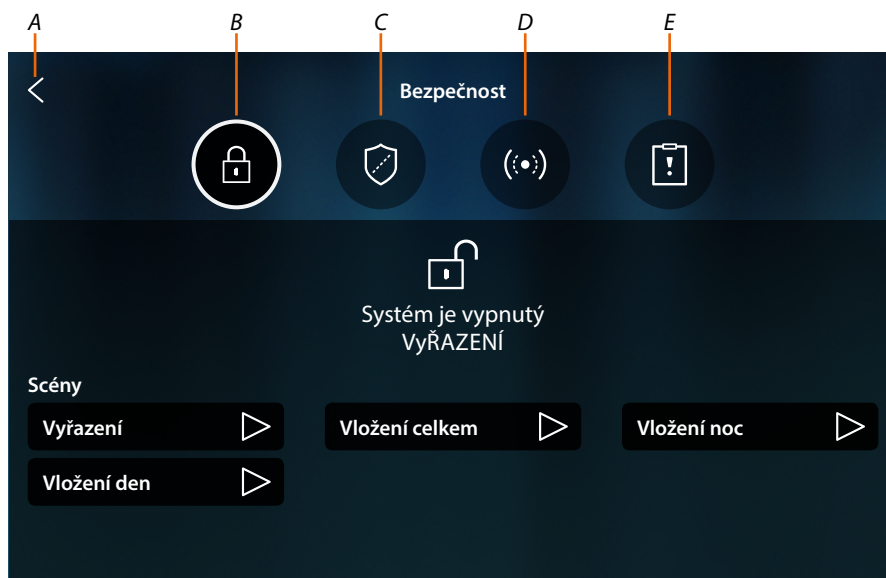 A B C D E
Bezpečnost
Systém je vypnutý
VyŘAZENÍ
Scény
Vyřazení Vložení celkem Vložení noc
Vložení den